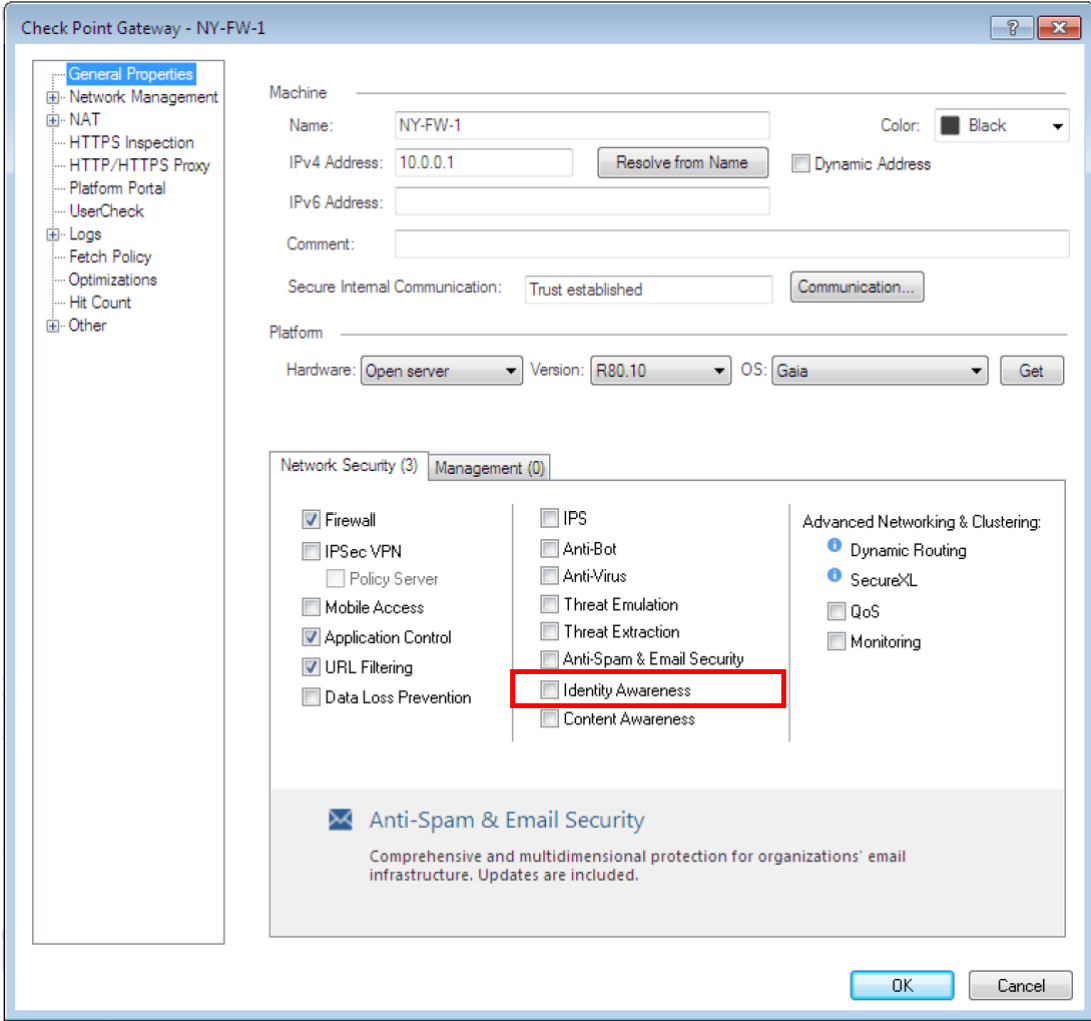 Check Point Gateway - NY-FW-1
General Properties
Network Management
NAT
HTTPS Inspection
HTTP/HTTPS Proxy
Platform Portal
UserCheck
Logs
Fetch Policy
Optimizations
Hit Count
Other
Machine
Name: NY-FW-1 Color: Black
IPv4 Address: 10.0.0.1 Resolve from Name Dynamic Address
IPv6 Address:
Comment:
Secure Internal Communication: Trust established Communication...
Platform
Hardware: Open server Version: R80.10 OS: Gaia Get
Network Security (3) Management (0)
Firewall
IPSec VPN
Policy Server
Mobile Access
Application Control
URL Filtering
Data Loss Prevention
IPS
Anti-Bot
Anti-Virus
Threat Emulation
Threat Extraction
Anti-Spam & Email Security
Identity Awareness
Content Awareness
Advanced Networking & Clustering:
Dynamic Routing
SecureXL
QoS
Monitoring
Anti-Spam & Email Security
Comprehensive and multidimensional protection for organizations' email
infrastructure. Updates are included.
OK Cancel